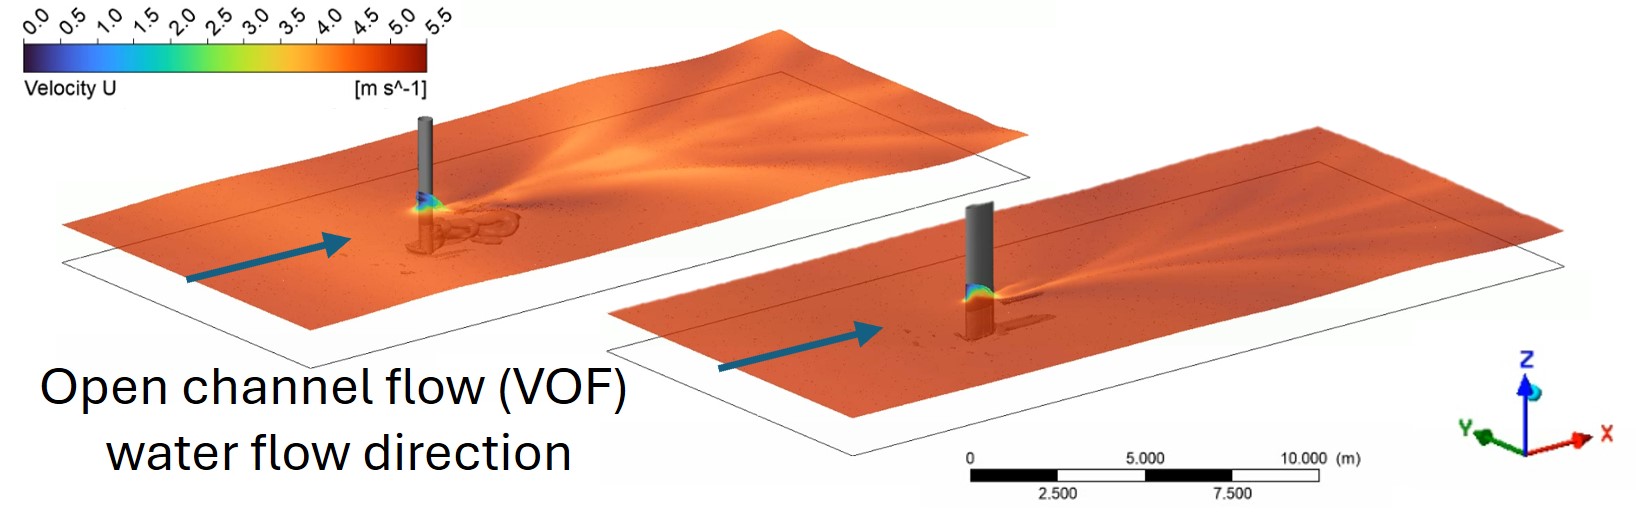 0.0 0.5 1.0 1.5 2.0 2.5 3.0 3.5 4.0 4.5 5.0 5.5
Velocity U [m s^-1]
Open channel flow (VOF)
water flow direction
0 5.000 10.000 (m)
2.500 7.500
Z
Y
X